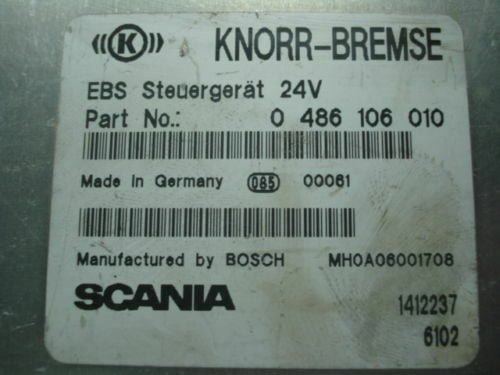 K KNORR-BREMSE
EBS Steuergerät 24V
Part No.: 0 486 106 010
Made in Germany 085 00061
Manufactured by BOSCH MH0A06001708
SCANIA 1412237
6102